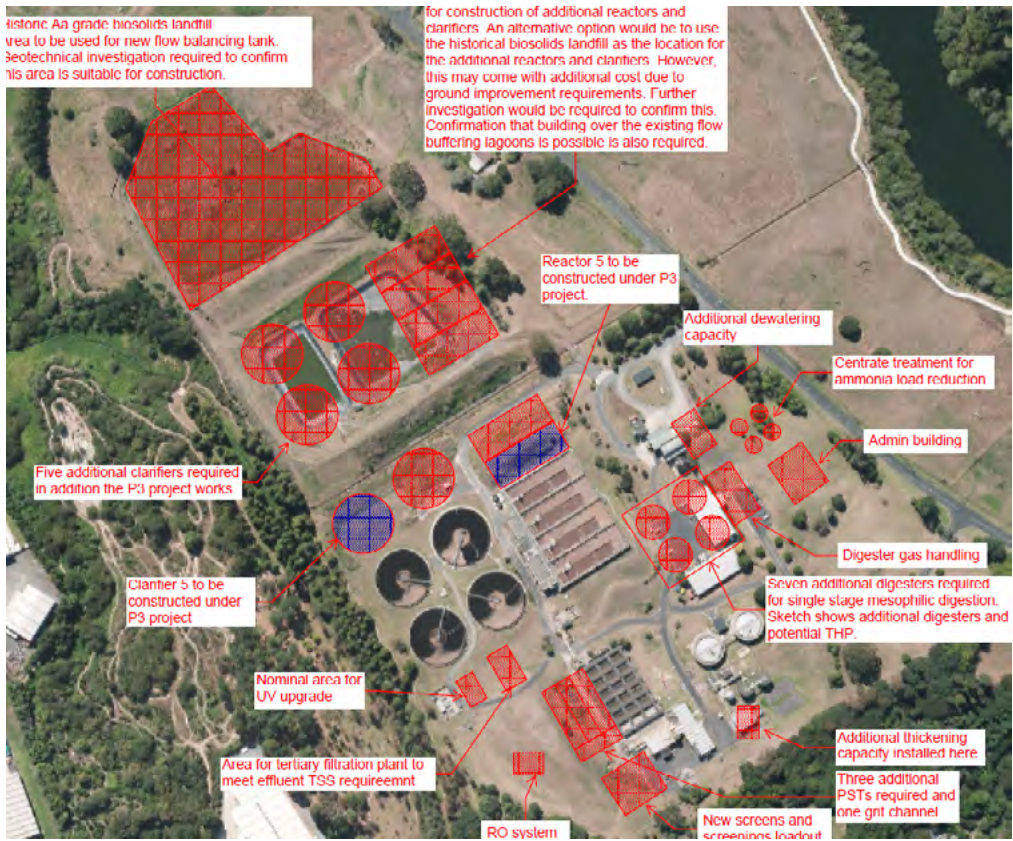 Historic Aa grade biosolids landfill
Area to be used for new flow balancing tank.
Geotechnical investigation required to confirm
this area is suitable for construction.
for construction of additional reactors and
clarifiers. An alternative option would be to use
the historical biosolids landfill as the location for
the additional reactors and clarifiers. However,
this may come with additional cost due to
ground improvement requirements. Further
investigation would be required to confirm this.
Confirmation that building over the existing flow
buffering lagoons is possible is also required.
Reactor 5 to be
constructed under P3
project.
Additional dewatering
capacity
Centrate treatment for
ammonia load reduction
Admin building
Five additional clarifiers required
in addition the P3 project works.
Digester gas handling
Clarifier 5 to be
constructed under
P3 project
Seven additional digesters required
for single stage mesophilic digestion.
Sketch shows additional digesters and
potential THP.
Nominal area for
UV upgrade
Additional thickening
capacity installed here
Area for tertiary filtration plant to
meet effluent TSS requireemnt
Three additional
PSTs required and
one grit channel
RO system
New screens and
screenings loadout